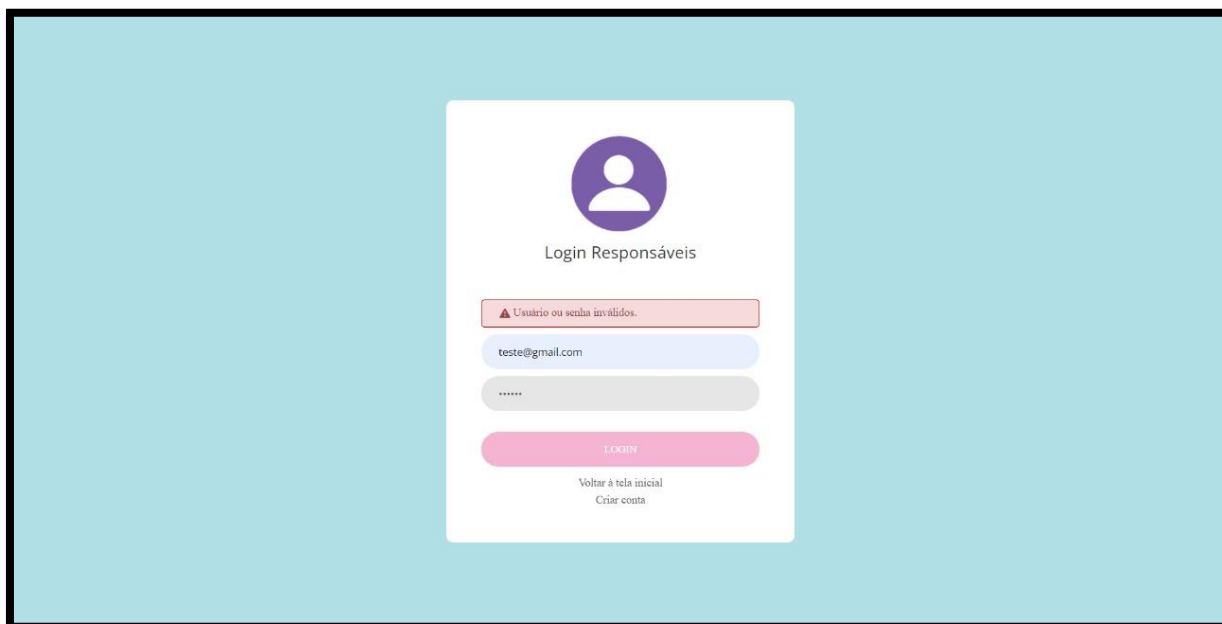 Login Responsáveis
Usuário ou senha inválidos.
teste@gmail.com
••••••
LOGIN
Voltar à tela inicial
Criar conta